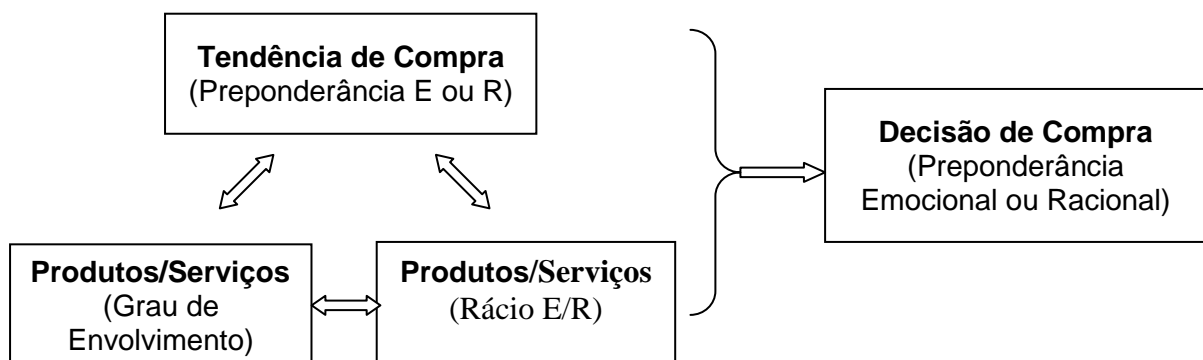 Tendência de Compra
(Preponderância E ou R)
Decisão de Compra
(Preponderância
Emocional ou Racional)
Produtos/Serviços
(Grau de
Envolvimento)
Produtos/Serviços
(Rácio E/R)